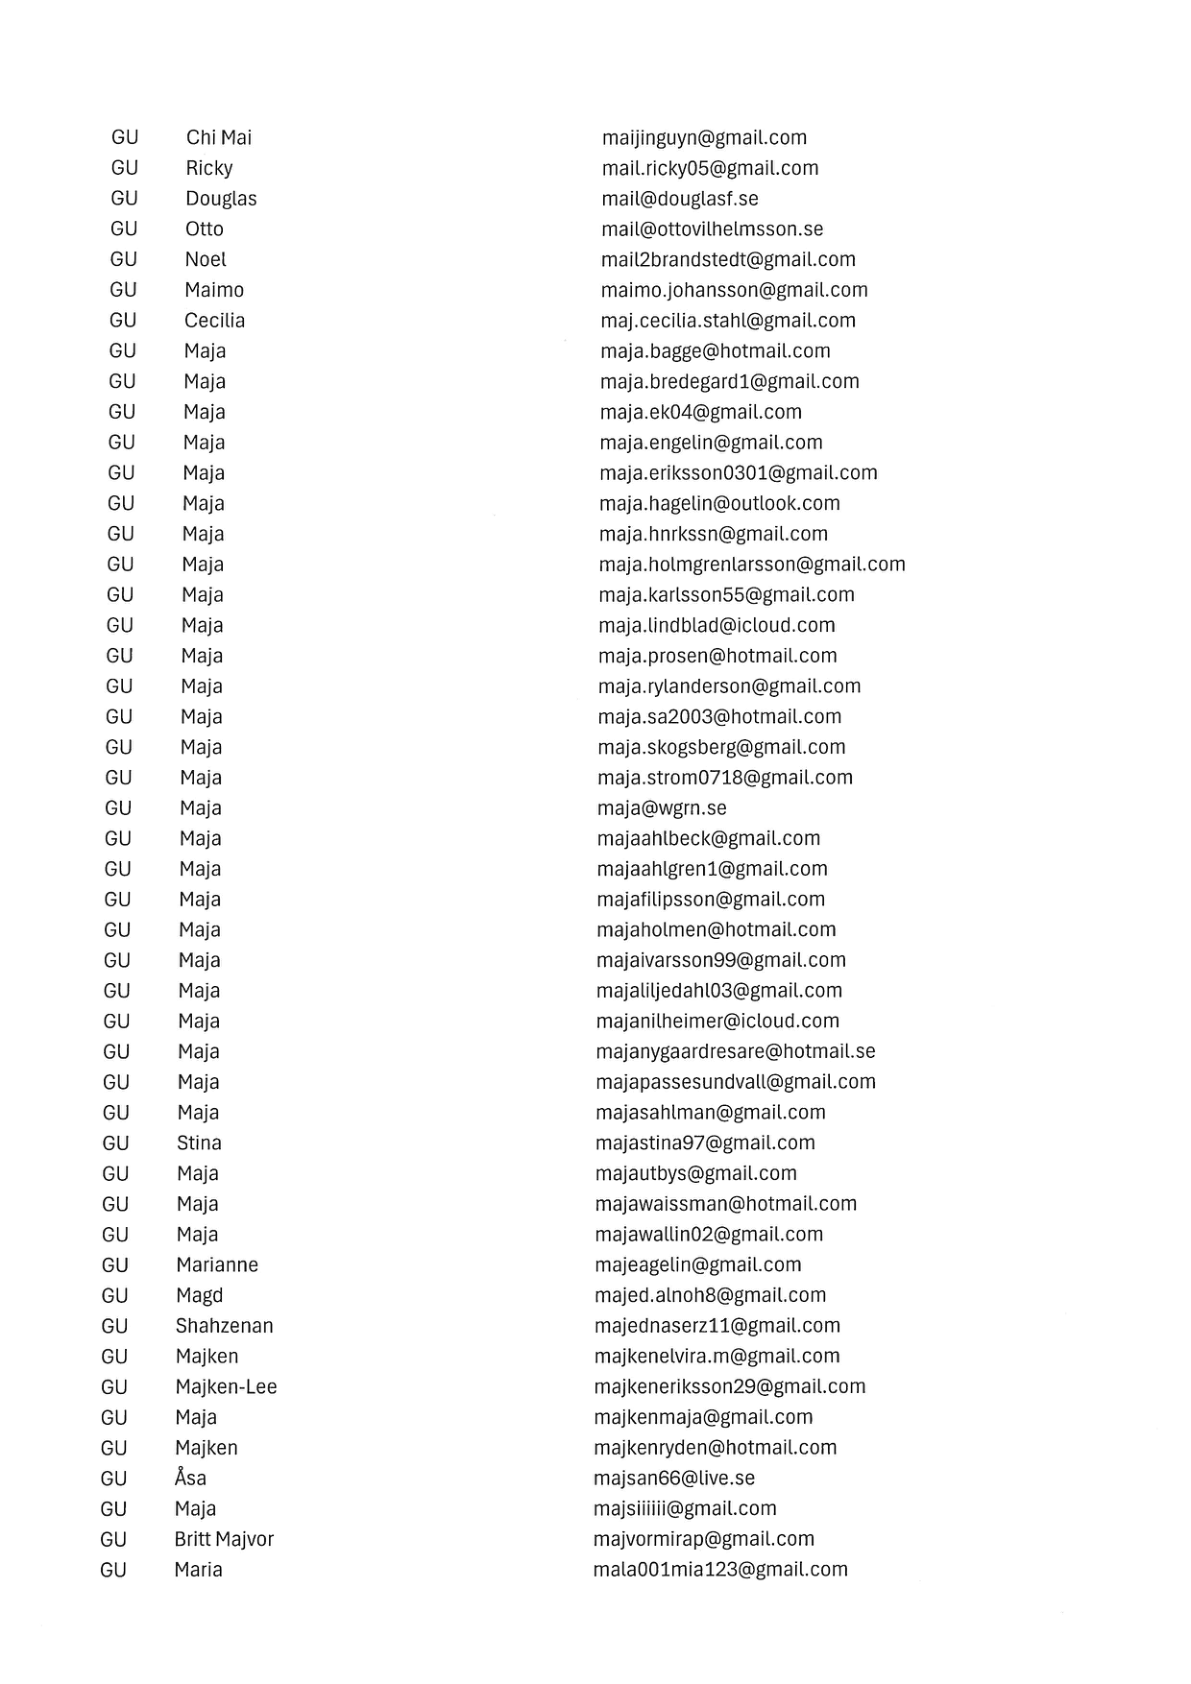 GU Chi Mai maijinguyn@gmail.com
GU Ricky mail.ricky05@gmail.com
GU Douglas mail@douglasf.se
GU Otto mail@ottovilhelmsson.se
GU Noel mail2brandstedt@gmail.com
GU Maimo maimo.johansson@gmail.com
GU Cecilia maj.cecilia.stahl@gmail.com
GU Maja maja.bagge@hotmail.com
GU Maja maja.bredegard1@gmail.com
GU Maja maja.ek04@gmail.com
GU Maja maja.engelin@gmail.com
GU Maja maja.eriksson0301@gmail.com
GU Maja maja.hagelin@outlook.com
GU Maja maja.hnrkssn@gmail.com
GU Maja maja.holmgrenlarsson@gmail.com
GU Maja maja.karlsson55@gmail.com
GU Maja maja.lindblad@icloud.com
GU Maja maja.prosen@hotmail.com
GU Maja maja.rylanderson@gmail.com
GU Maja maja.sa2003@hotmail.com
GU Maja maja.skogsberg@gmail.com
GU Maja maja.strom0718@gmail.com
GU Maja maja@wgrn.se
GU Maja majaahlbeck@gmail.com
GU Maja majaahlgren1@gmail.com
GU Maja majafilipsson@gmail.com
GU Maja majaholmen@hotmail.com
GU Maja majaivarsson99@gmail.com
GU Maja majaliljedahl03@gmail.com
GU Maja majanilheimer@icloud.com
GU Maja majanygaardresare@hotmail.se
GU Maja majapassesundvall@gmail.com
GU Maja majasahlman@gmail.com
GU Stina majastina97@gmail.com
GU Maja majautbys@gmail.com
GU Maja majawaissman@hotmail.com
GU Maja majawallin02@gmail.com
GU Marianne majeagelin@gmail.com
GU Magd majed.alnoh8@gmail.com
GU Shahzenan majednaserz11@gmail.com
GU Majken majkenelvira.m@gmail.com
GU Majken-Lee majkeneriksson29@gmail.com
GU Maja majkenmaja@gmail.com
GU Majken majkenryden@hotmail.com
GU Åsa majsan66@live.se
GU Maja majsiiiiii@gmail.com
GU Britt Majvor majvormirap@gmail.com
GU Maria mala001mia123@gmail.com